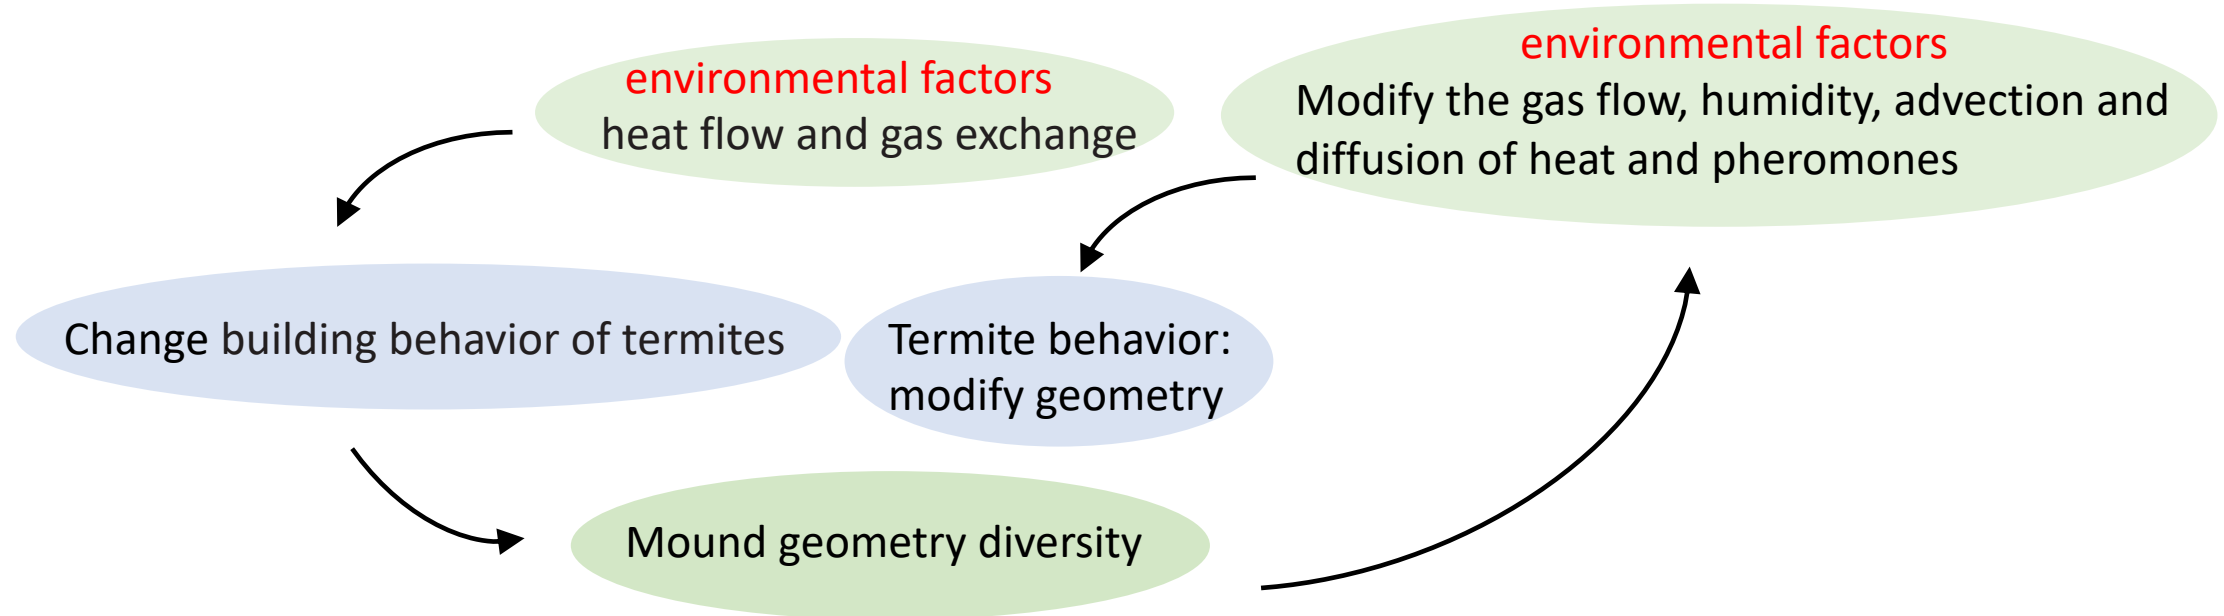 environmental factors
heat flow and gas exchange
environmental factors
Modify the gas flow, humidity, advection and
diffusion of heat and pheromones
Change building behavior of termites
Termite behavior:
modify geometry
Mound geometry diversity